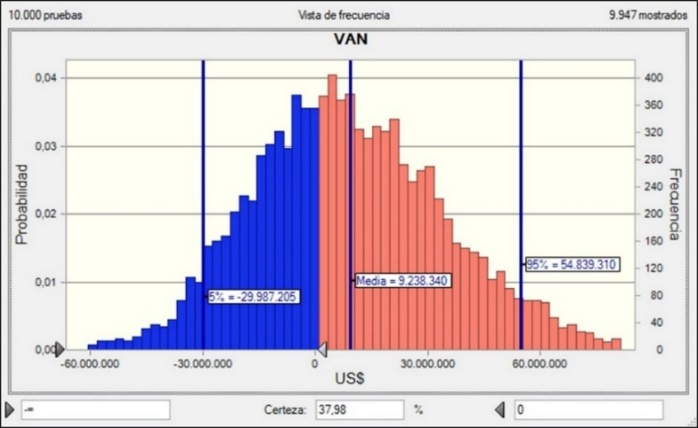 10.000 pruebas Vista de frecuencia 9.947 mostrados
VAN
Probabilidad
0,04
0,03
0,02
0,01
0,00
400
360
320
280
240
200
160
120
80
40
0
Frecuencia
5% = -29.987.205
Media = 9.238.340
95% = 54.839.310
-60.000.000 -30.000.000 0 30.000.000 60.000.000
US$
-∞ Certeza: 37,98 % 0